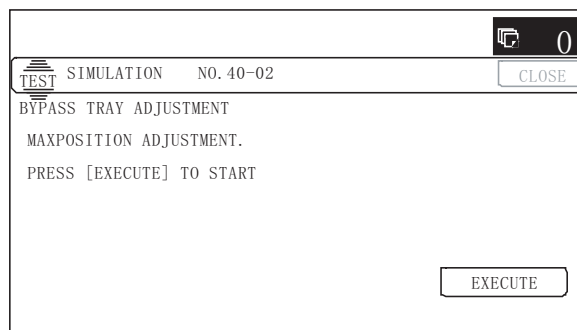 0
TEST SIMULATION NO.40-02
CLOSE
BYPASS TRAY ADJUSTMENT
MAXPOSITION ADJUSTMENT.
PRESS [EXECUTE] TO START
EXECUTE